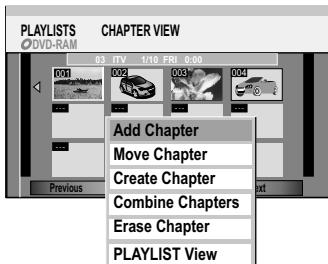 PLAYLISTS CHAPTER VIEW
DVD-RAM
03 ITV 1/10 FRI 0:00
001 002 003 004
--- --- --- ---
---
Add Chapter
Move Chapter
Create Chapter
Combine Chapters
Erase Chapter
PLAYLIST View
Previous